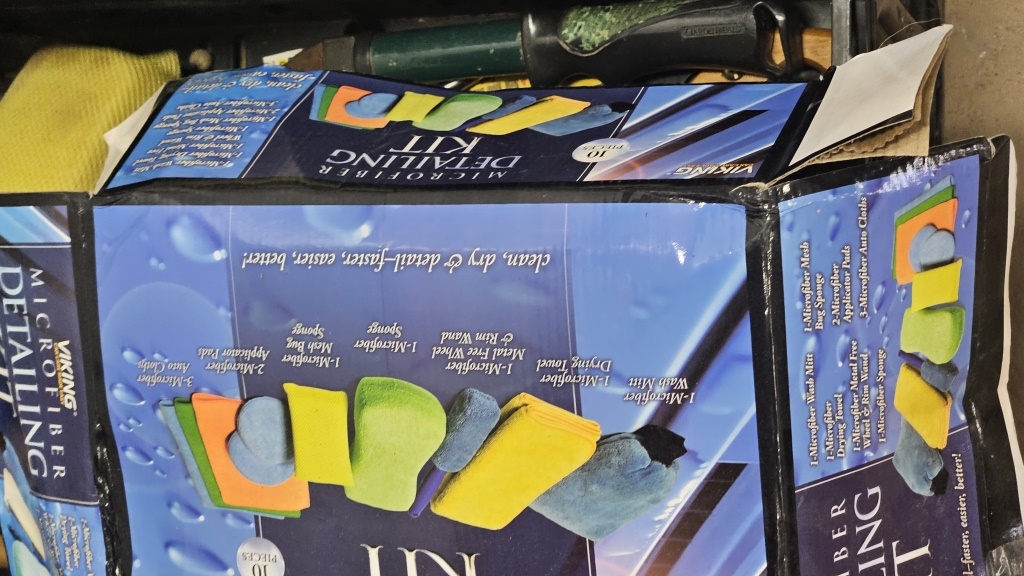 VIKING
10
PIECES
MICROFIBER
DETAILING
KIT
clean, dry & detail–faster, easier, better!
1-Microfiber
Wash Mitt
1-Microfiber
Drying Towel
1-Microfiber
Metal Free Wheel
& Rim Wand
1-Microfiber
Sponge
1-Microfiber
Mesh Bug
Sponge
2-Microfiber
Applicator Pads
3-Microfiber
Auto Cloths
10
PIECES
VIKING
MICROFIBER
DETAILING
1-Microfiber Wash Mitt
1-Microfiber
Drying Towel
1-Microfiber Metal Free
Wheel & Rim Wand
1-Microfiber Sponge
1-Microfiber Mesh
Bug Sponge
2-Microfiber
Applicator Pads
3-Microfiber Auto Cloths
l–faster, easier, better!